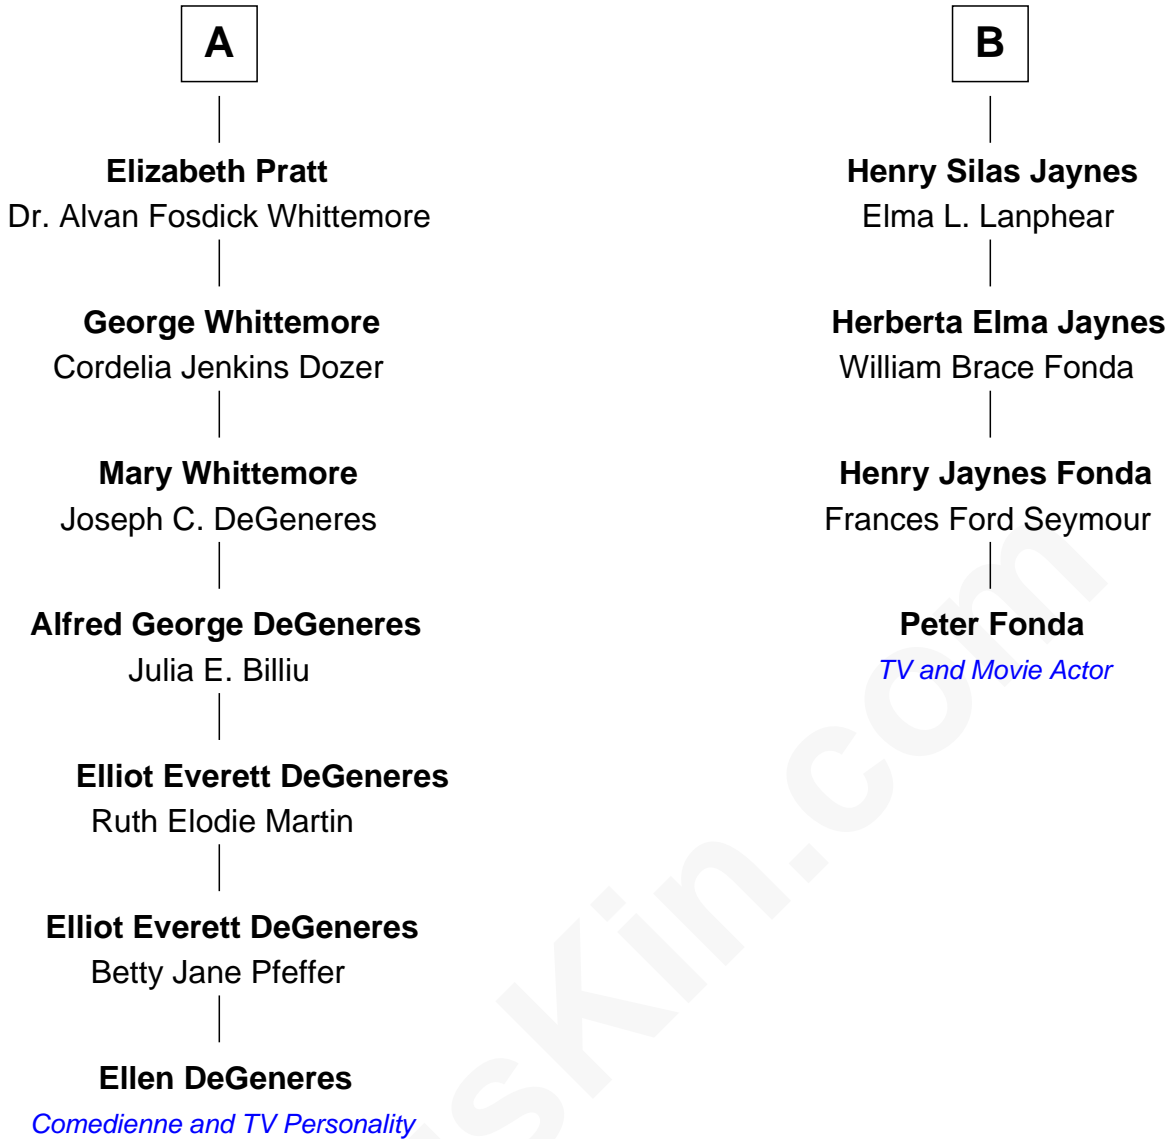 A
Elizabeth Pratt
Dr. Alvan Fosdick Whittemore
George Whittemore
Cordelia Jenkins Dozer
Mary Whittemore
Joseph C. DeGeneres
Alfred George DeGeneres
Julia E. Billiu
Elliot Everett DeGeneres
Ruth Elodie Martin
Elliot Everett DeGeneres
Betty Jane Pfeffer
Ellen DeGeneres
Comedienne and TV Personality
B
Henry Silas Jaynes
Elma L. Lanphear
Herberta Elma Jaynes
William Brace Fonda
Henry Jaynes Fonda
Frances Ford Seymour
Peter Fonda
TV and Movie Actor
sKin.com